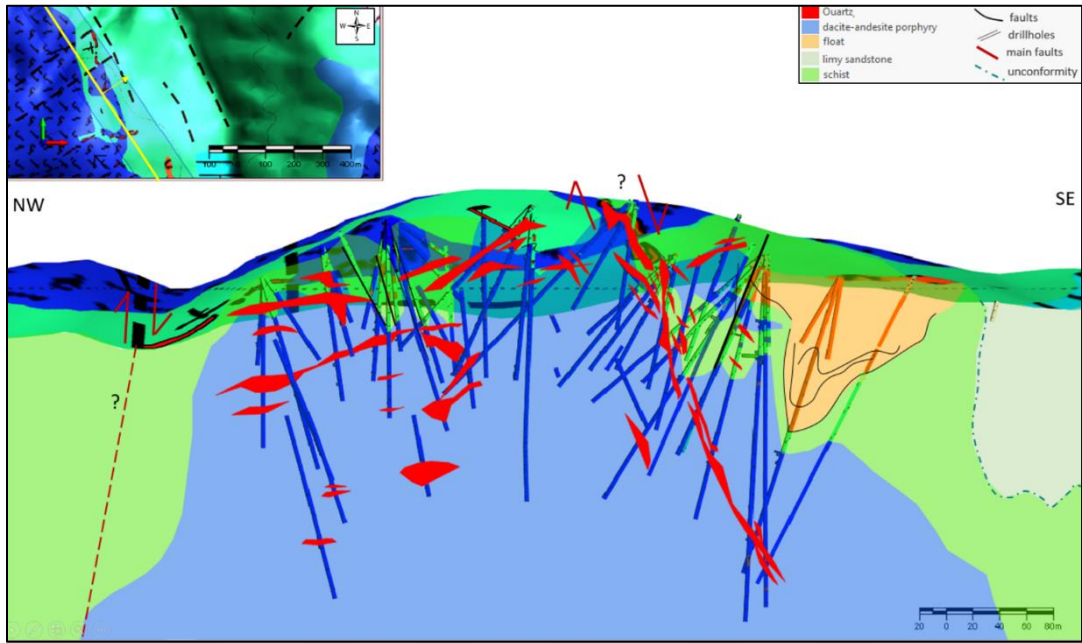 N
W E
S
100 0 100 200 300 400m
Quartz
dacite-andesite porphyry
float
limy sandstone
schist
faults
drillholes
main faults
unconformity
NW
?
SE
?
20 0 20 40 60 80m